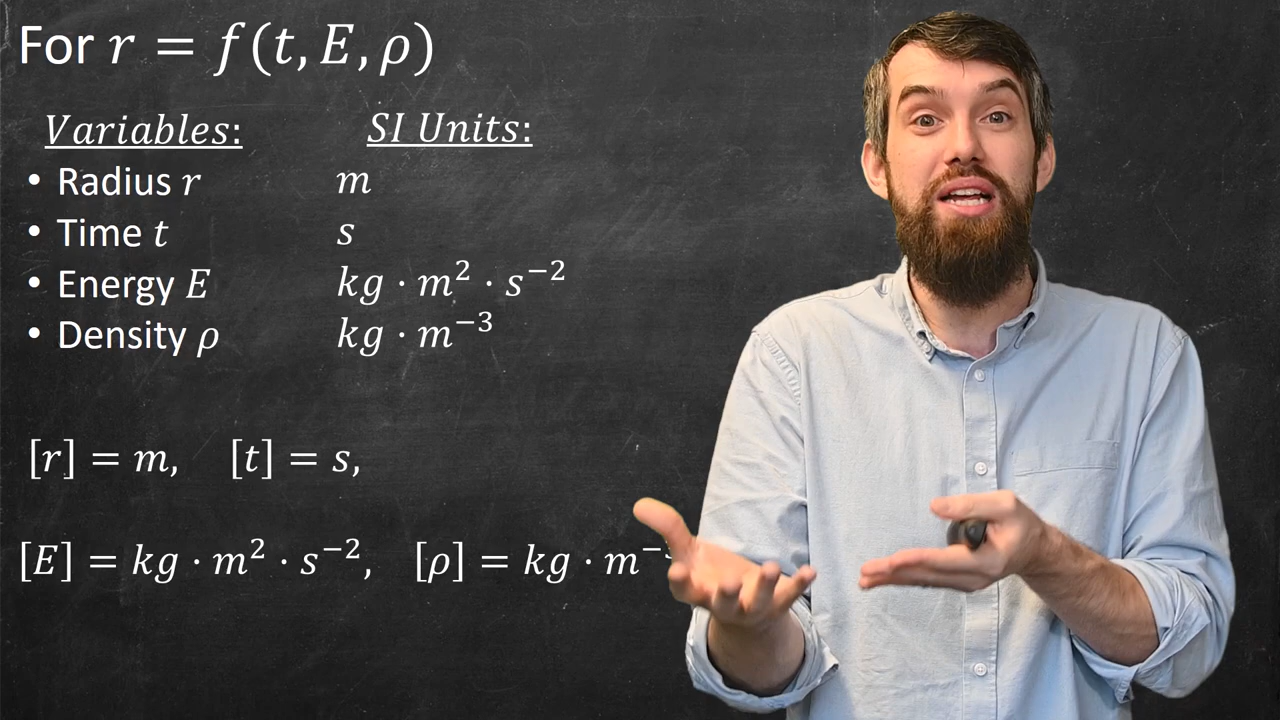 For r = f(t, E, ρ)
Variables: SI Units:
• Radius r m
• Time t s
• Energy E kg · m² · s⁻²
• Density ρ kg · m⁻³
[r] = m, [t] = s,
[E] = kg · m² · s⁻², [ρ] = kg · m⁻